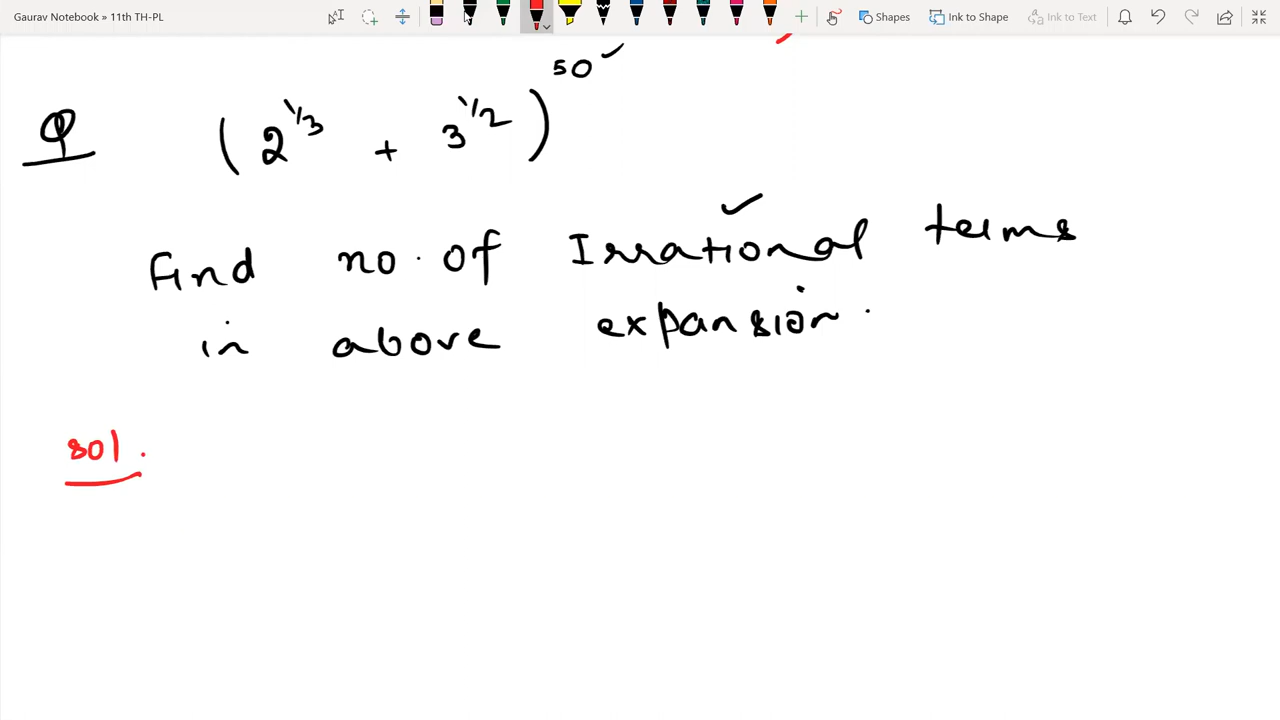 Gaurav Notebook > 11th TH-PL
Shapes Ink to Shape Ink to Text
Q (2^1/3 + 3^1/2)^50
Find no. of Irrational terms
in above expansion.
sol.